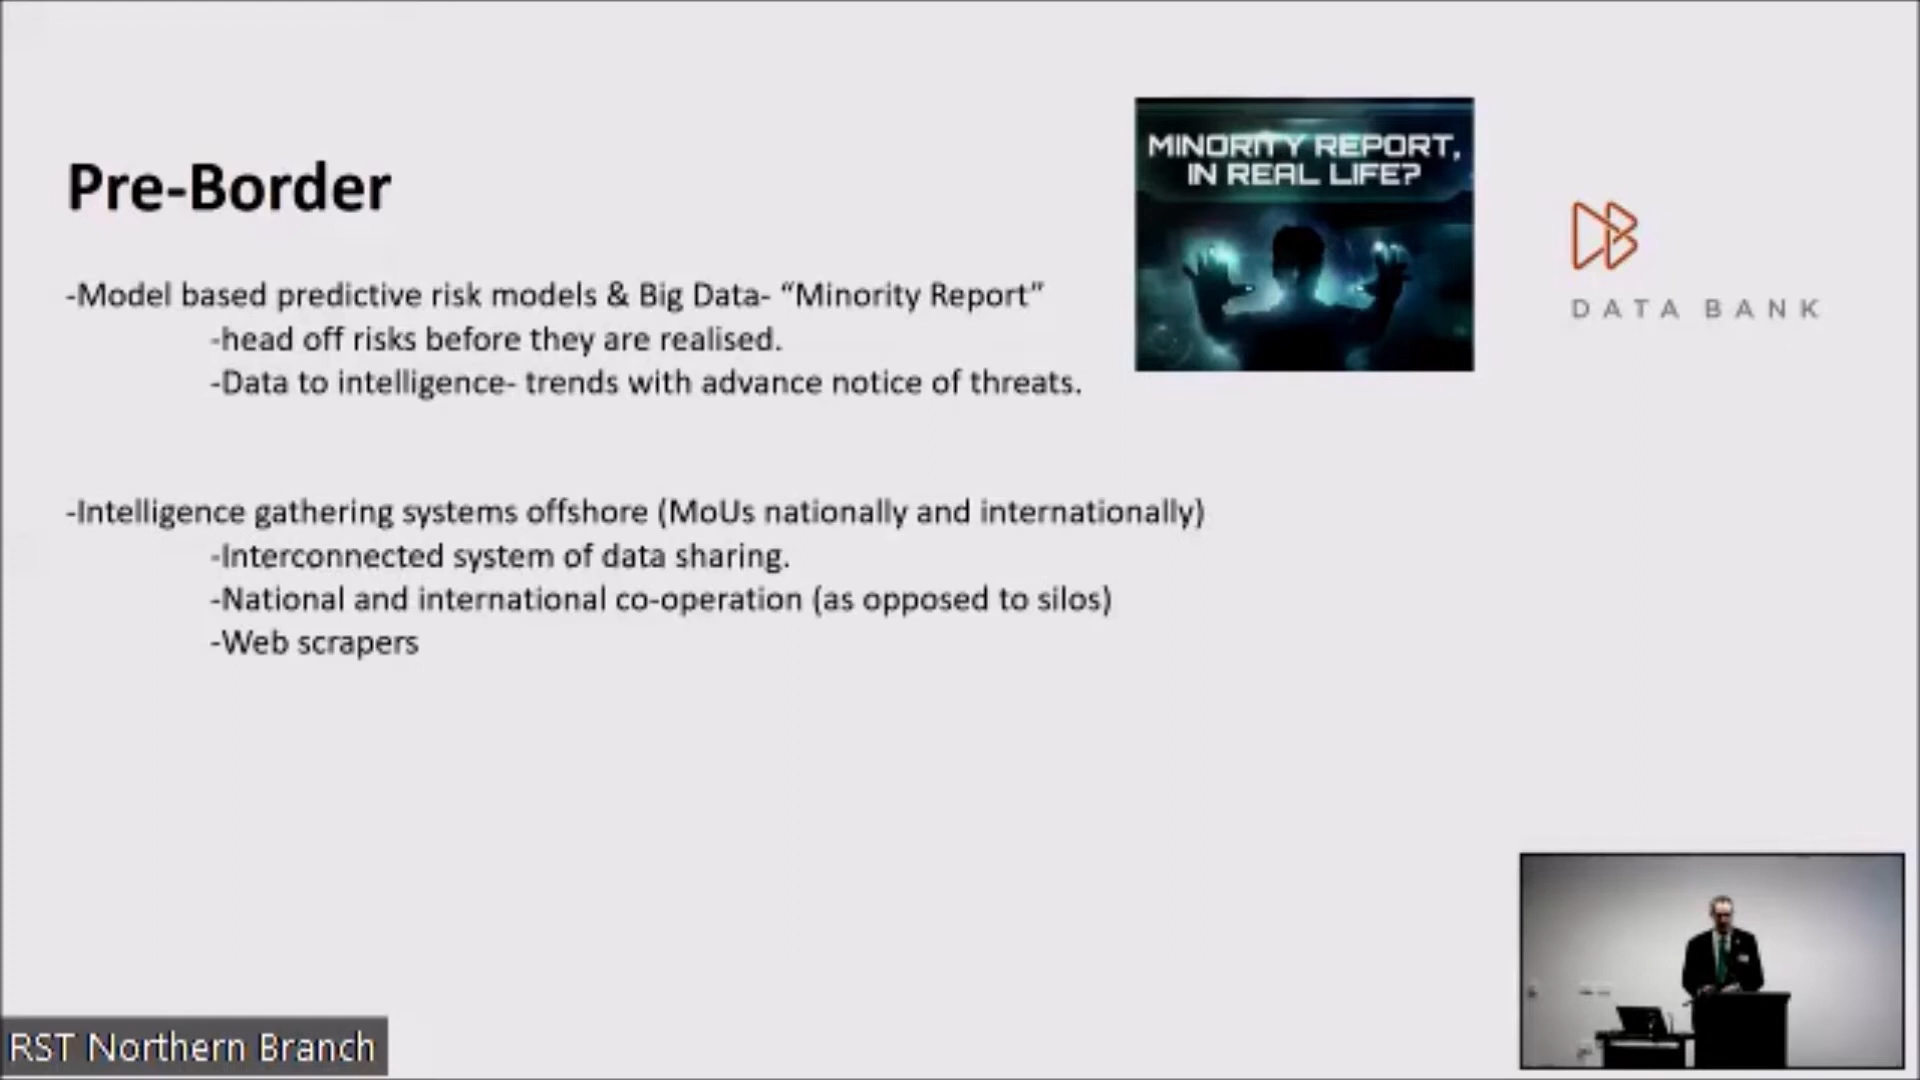 MINORITY REPORT,
IN REAL LIFE?
DATA BANK
Pre-Border
-Model based predictive risk models & Big Data- “Minority Report”
-head off risks before they are realised.
-Data to intelligence- trends with advance notice of threats.
-Intelligence gathering systems offshore (MoUs nationally and internationally)
-Interconnected system of data sharing.
-National and international co-operation (as opposed to silos)
-Web scrapers
RST Northern Branch